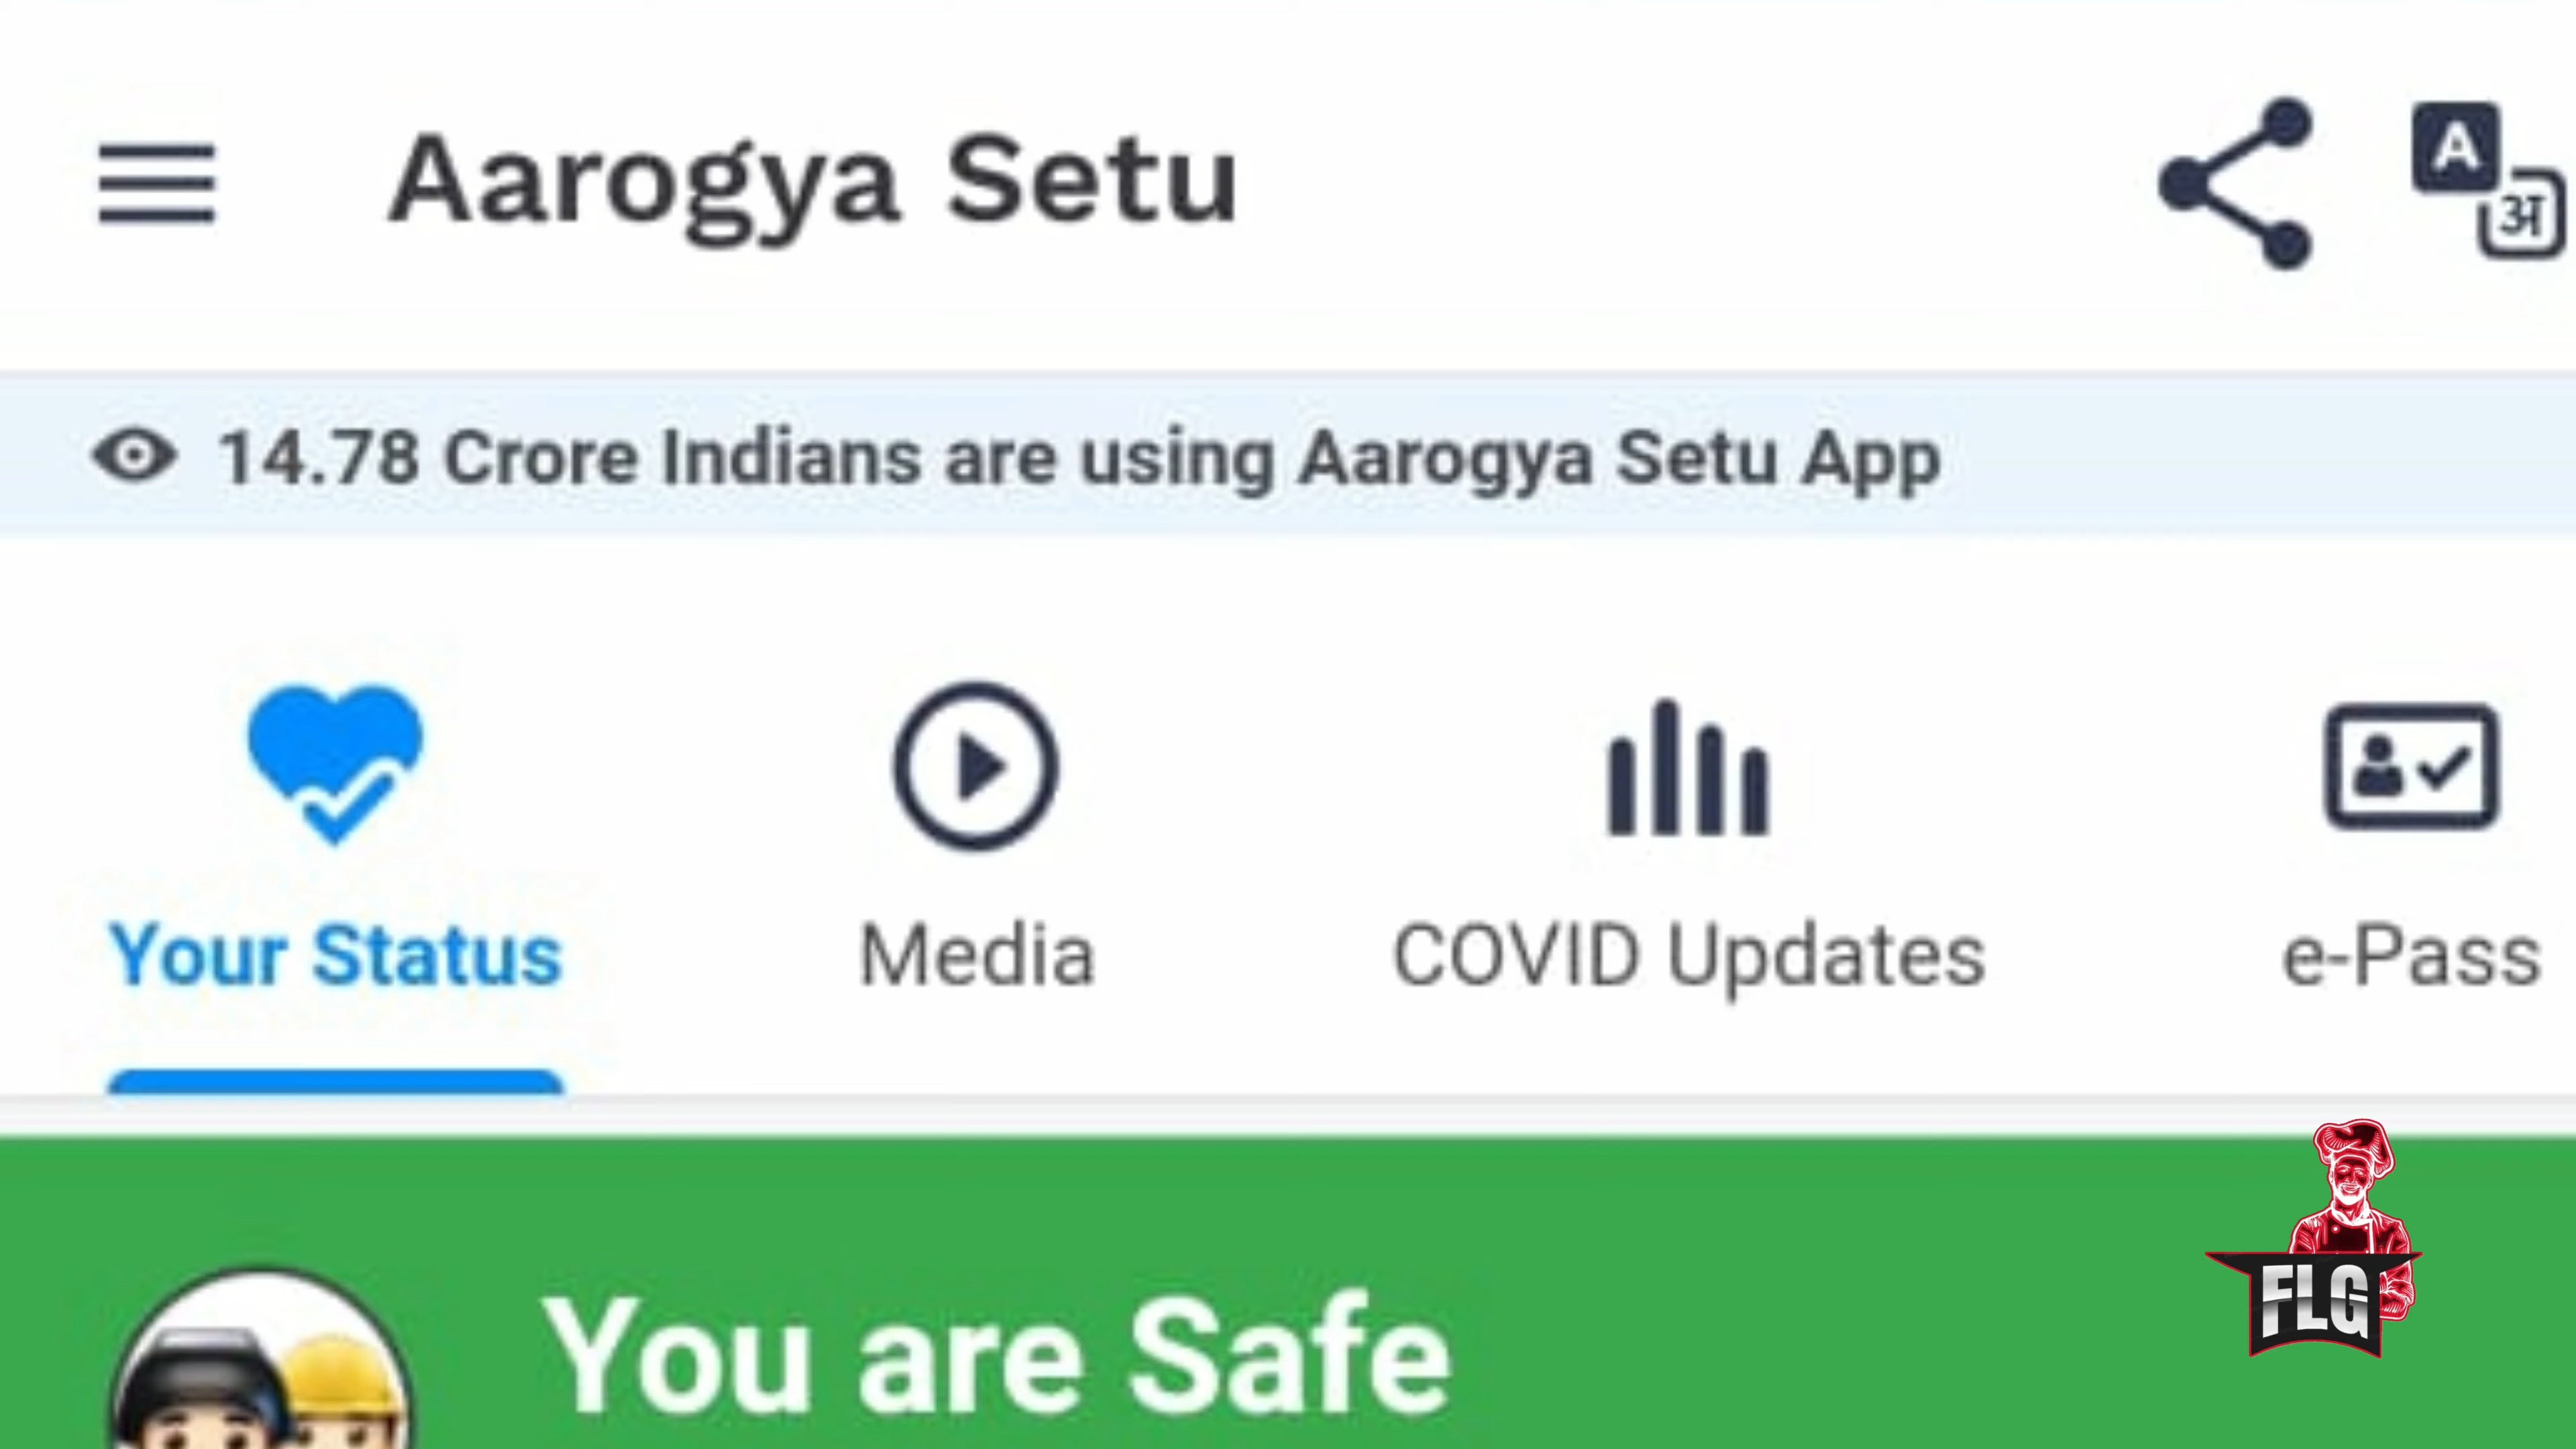 Aarogya Setu
A
अ
14.78 Crore Indians are using Aarogya Setu App
Your Status
Media
COVID Updates
e-Pass
You are Safe
FLG